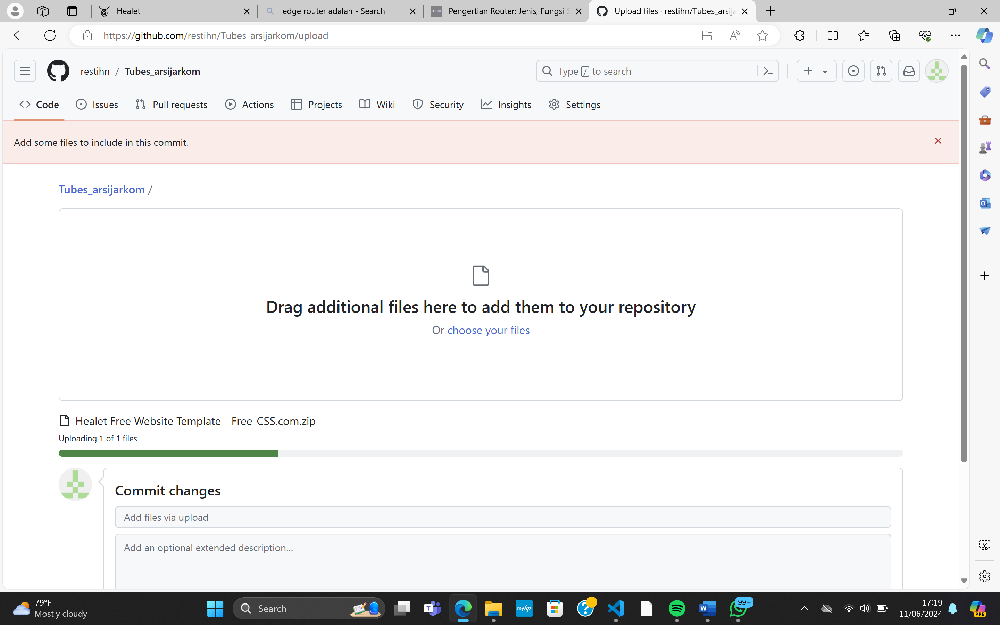 Healet
edge router adalah - Search
Pengertian Router: Jenis, Fungsi S
Upload files · restihn/Tubes_arsija
https://github.com/restihn/Tubes_arsijarkom/upload
restihn / Tubes_arsijarkom
Type / to search
Code Issues Pull requests Actions Projects Wiki Security Insights Settings
Add some files to include in this commit.
Tubes_arsijarkom /
Drag additional files here to add them to your repository
Or choose your files
Healet Free Website Template - Free-CSS.com.zip
Uploading 1 of 1 files
Commit changes
Add files via upload
Add an optional extended description...
79°F
Mostly cloudy
Search
myhp
99+
17:19
11/06/2024
PRE